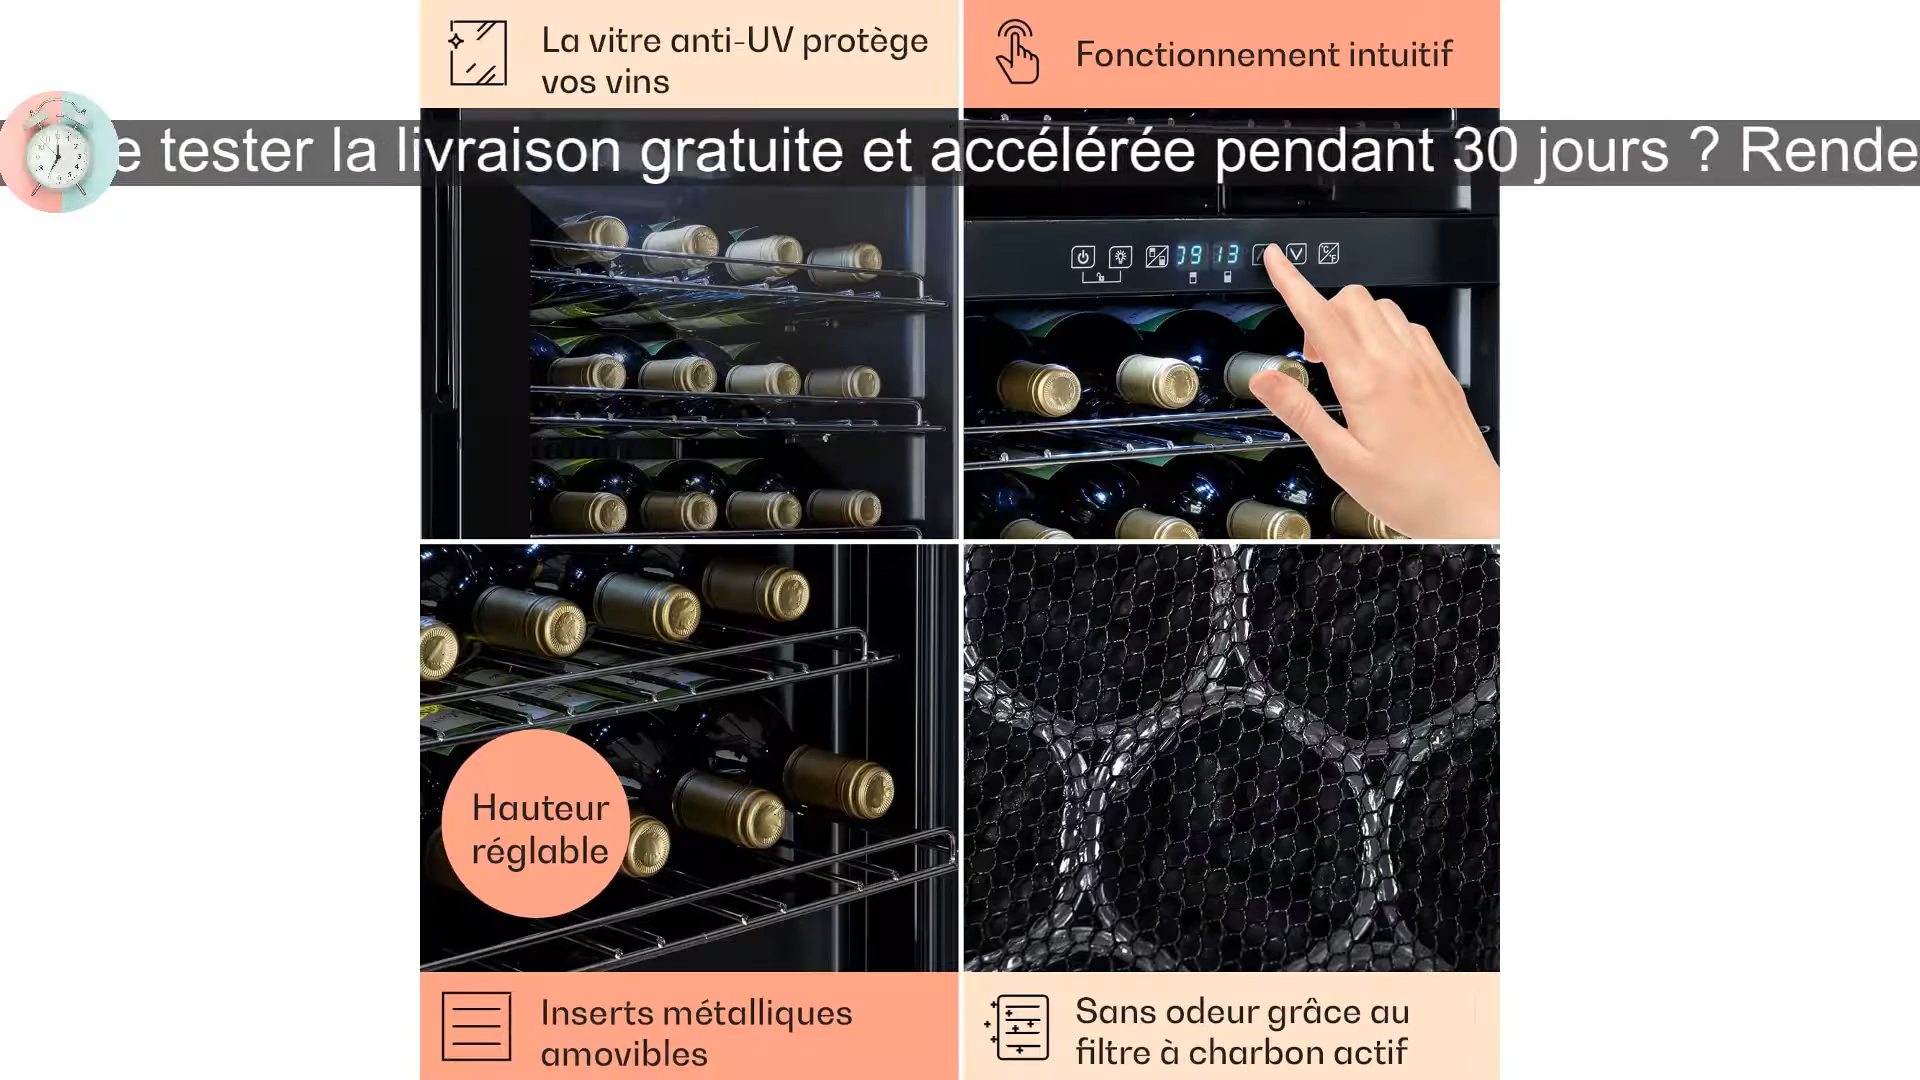 La vitre anti-UV protège
vos vins
Fonctionnement intuitif
e tester la livraison gratuite et accélérée pendant 30 jours ? Rende
13
Hauteur
réglable
Inserts métalliques
amovibles
Sans odeur grâce au
filtre à charbon actif